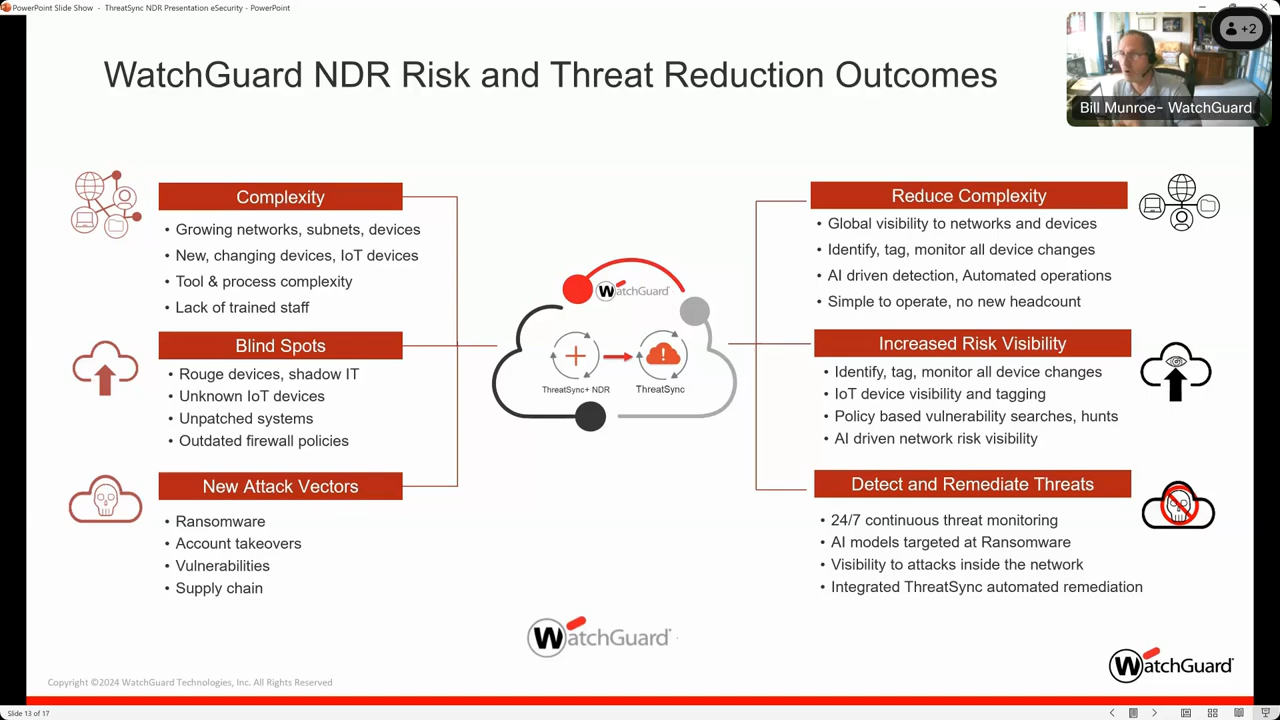 PowerPoint Slide Show - ThreatSync NDR Presentation eSecurity - PowerPoint
+2
WatchGuard NDR Risk and Threat Reduction Outcomes
Bill Munroe- WatchGuard
Complexity
• Growing networks, subnets, devices
• New, changing devices, IoT devices
• Tool & process complexity
• Lack of trained staff
Blind Spots
• Rouge devices, shadow IT
• Unknown IoT devices
• Unpatched systems
• Outdated firewall policies
New Attack Vectors
• Ransomware
• Account takeovers
• Vulnerabilities
• Supply chain
WatchGuard
ThreatSync+ NDR
ThreatSync
Reduce Complexity
• Global visibility to networks and devices
• Identify, tag, monitor all device changes
• AI driven detection, Automated operations
• Simple to operate, no new headcount
Increased Risk Visibility
• Identify, tag, monitor all device changes
• IoT device visibility and tagging
• Policy based vulnerability searches, hunts
• AI driven network risk visibility
Detect and Remediate Threats
• 24/7 continuous threat monitoring
• AI models targeted at Ransomware
• Visibility to attacks inside the network
• Integrated ThreatSync automated remediation
WatchGuard
WatchGuard
Copyright ©2024 WatchGuard Technologies, Inc. All Rights Reserved
Slide 13 of 17